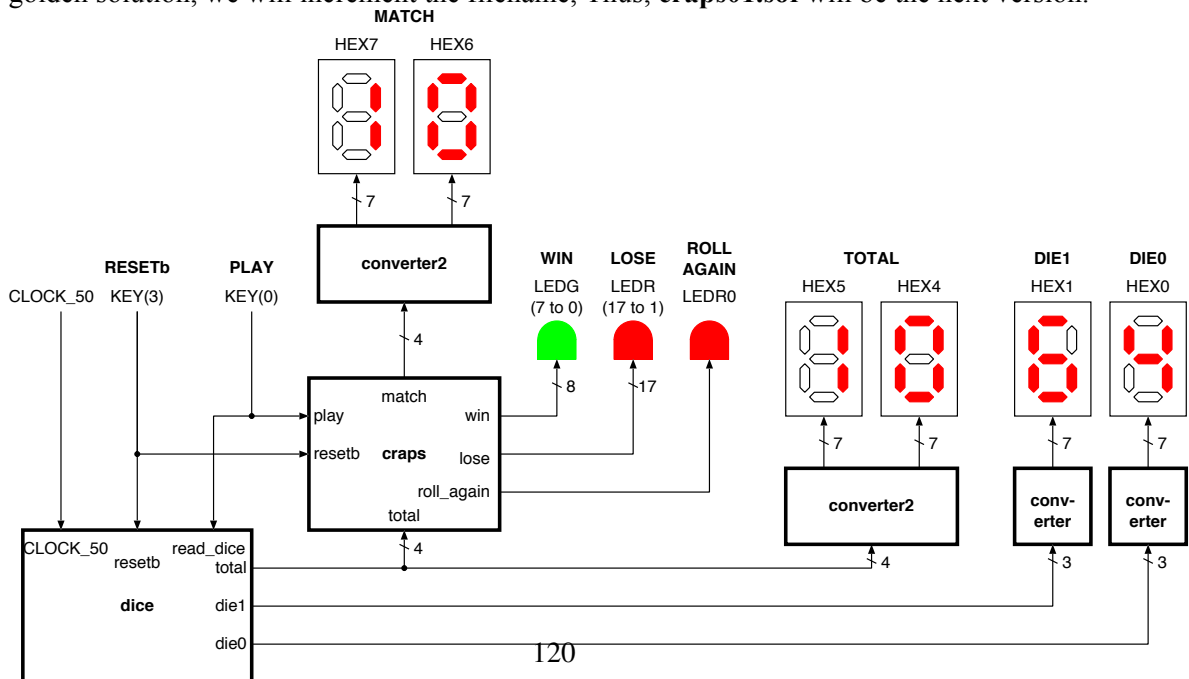 golden solution, we will increment the filename; Thus, craps01.sof will be the next version.
MATCH
HEX7 HEX6
7 7
converter2
RESETb PLAY
CLOCK_50 KEY(3) KEY(0)
4
WIN LOSE ROLL AGAIN
LEDG (7 to 0) LEDR (17 to 1) LEDR0
8 17
TOTAL DIE1 DIE0
HEX5 HEX4 HEX1 HEX0
7 7 7 7
match
play win
resetb craps lose
roll_again
total
4
converter2
conv-
erter
conv-
erter
4 3 3
CLOCK_50 read_dice
resetb total
dice die1
die0
120